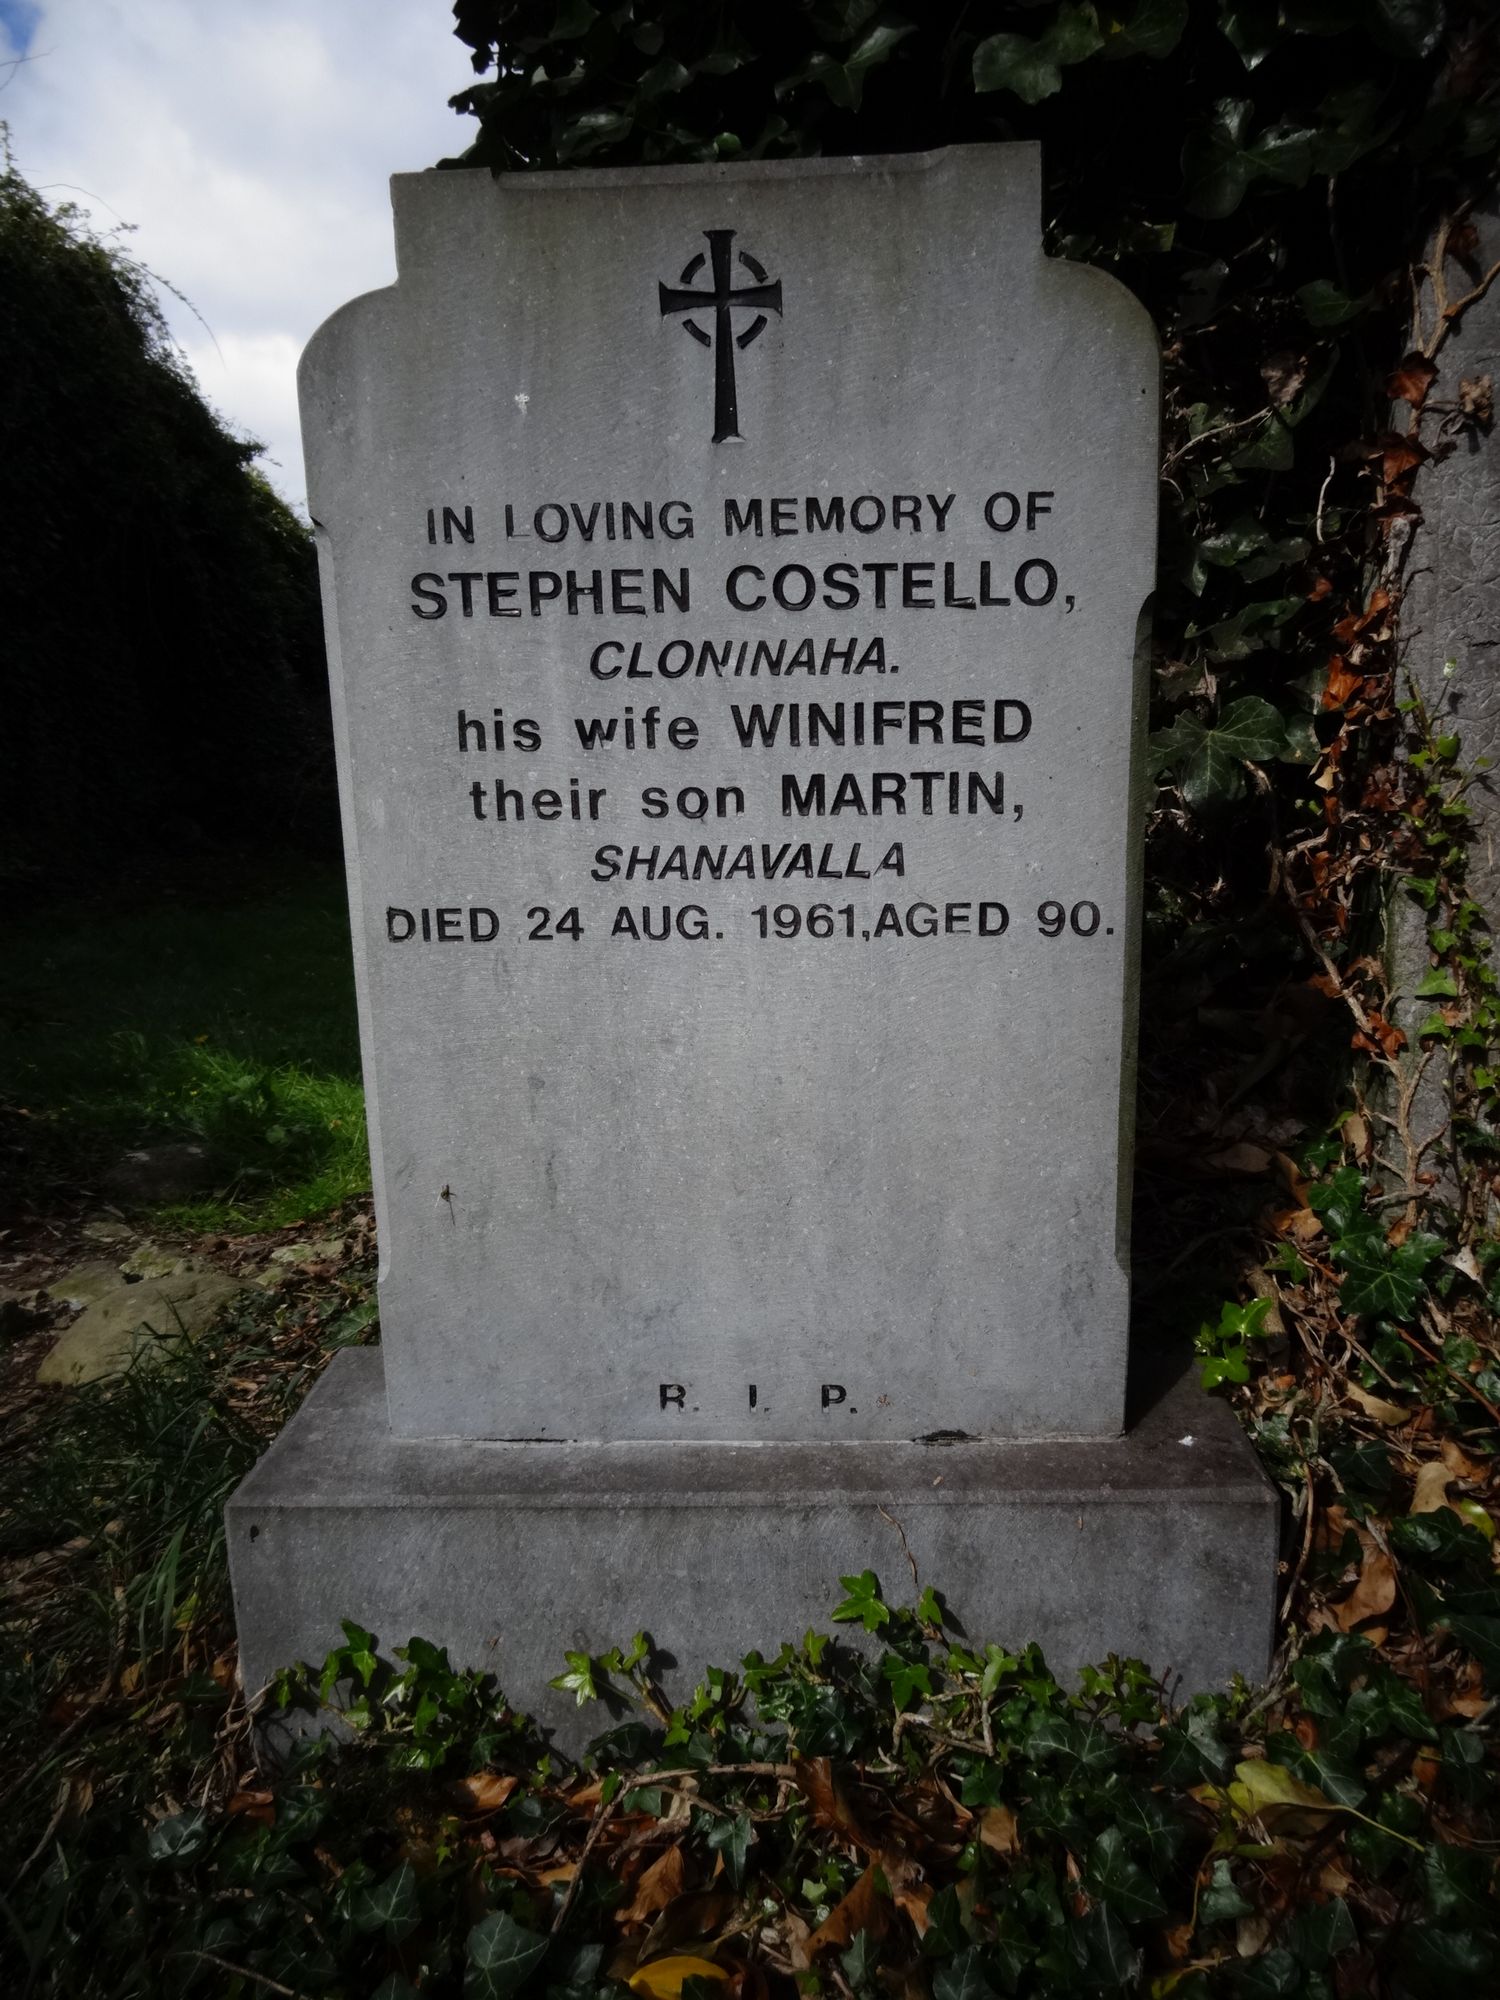 IN LOVING MEMORY OF
STEPHEN COSTELLO,
CLONINAHA.
his wife WINIFRED
their son MARTIN,
SHANAVALLA
DIED 24 AUG. 1961, AGED 90.
R. I. P.